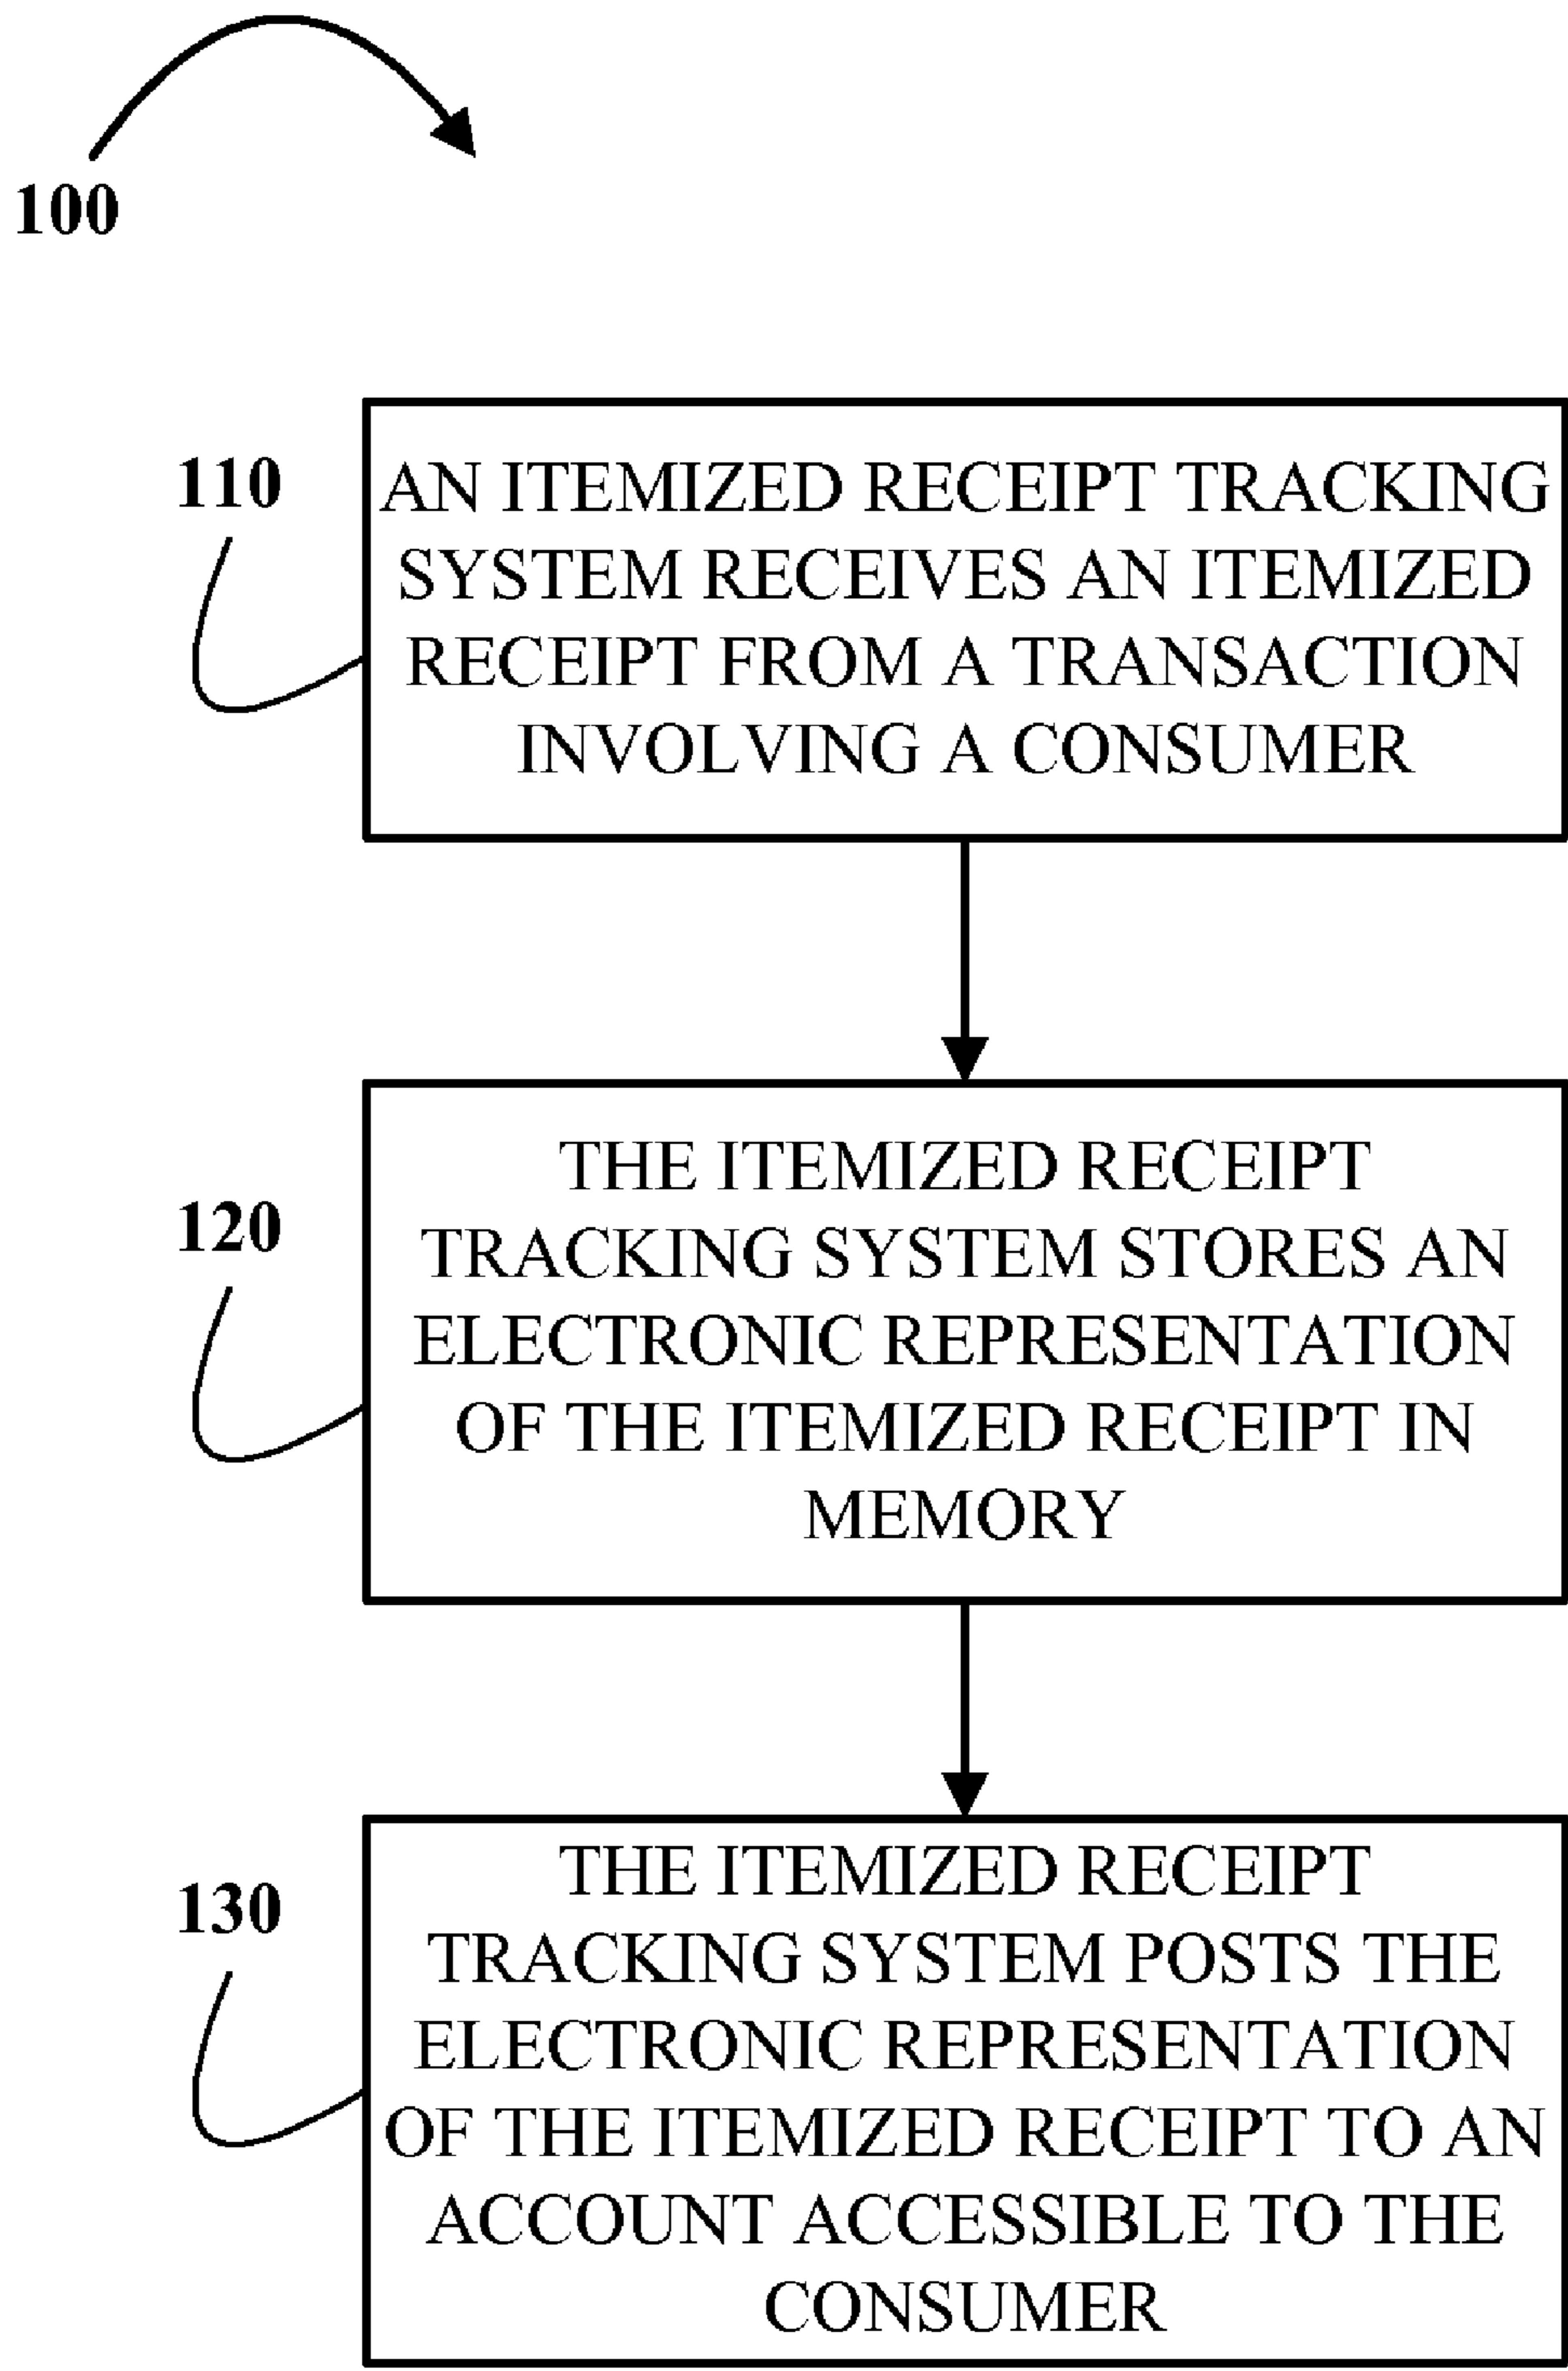 100
110
AN ITEMIZED RECEIPT TRACKING
SYSTEM RECEIVES AN ITEMIZED
RECEIPT FROM A TRANSACTION
INVOLVING A CONSUMER
120
THE ITEMIZED RECEIPT
TRACKING SYSTEM STORES AN
ELECTRONIC REPRESENTATION
OF THE ITEMIZED RECEIPT IN
MEMORY
130
THE ITEMIZED RECEIPT
TRACKING SYSTEM POSTS THE
ELECTRONIC REPRESENTATION
OF THE ITEMIZED RECEIPT TO AN
ACCOUNT ACCESSIBLE TO THE
CONSUMER